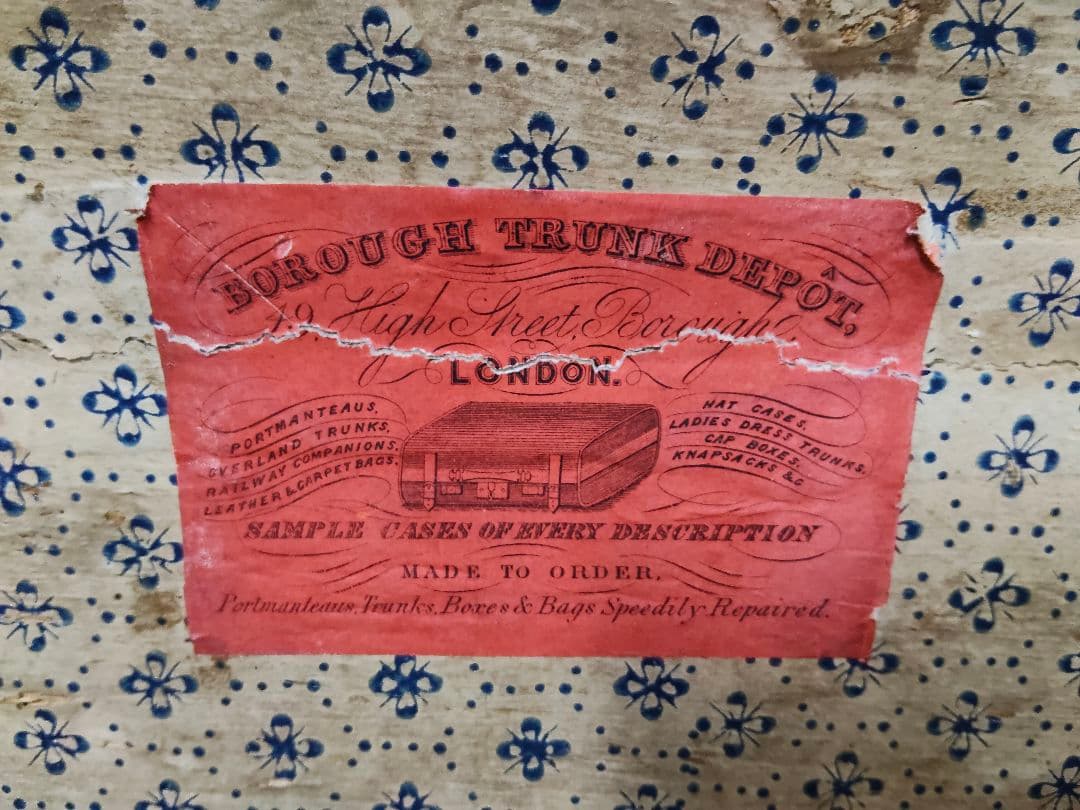 BOROUGH TRUNK DEPÔT,
High Street, Borough
LONDON.
PORTMANTEAUS,
OVERLAND TRUNKS,
RAILWAY COMPANIONS,
LEATHER & CARPET BAGS.
HAT CASES,
LADIES DRESS TRUNKS,
CAP BOXES,
KNAPSACKS &c
SAMPLE CASES OF EVERY DESCRIPTION
MADE TO ORDER.
Portmanteaus, Trunks, Boxes & Bags Speedily Repaired.